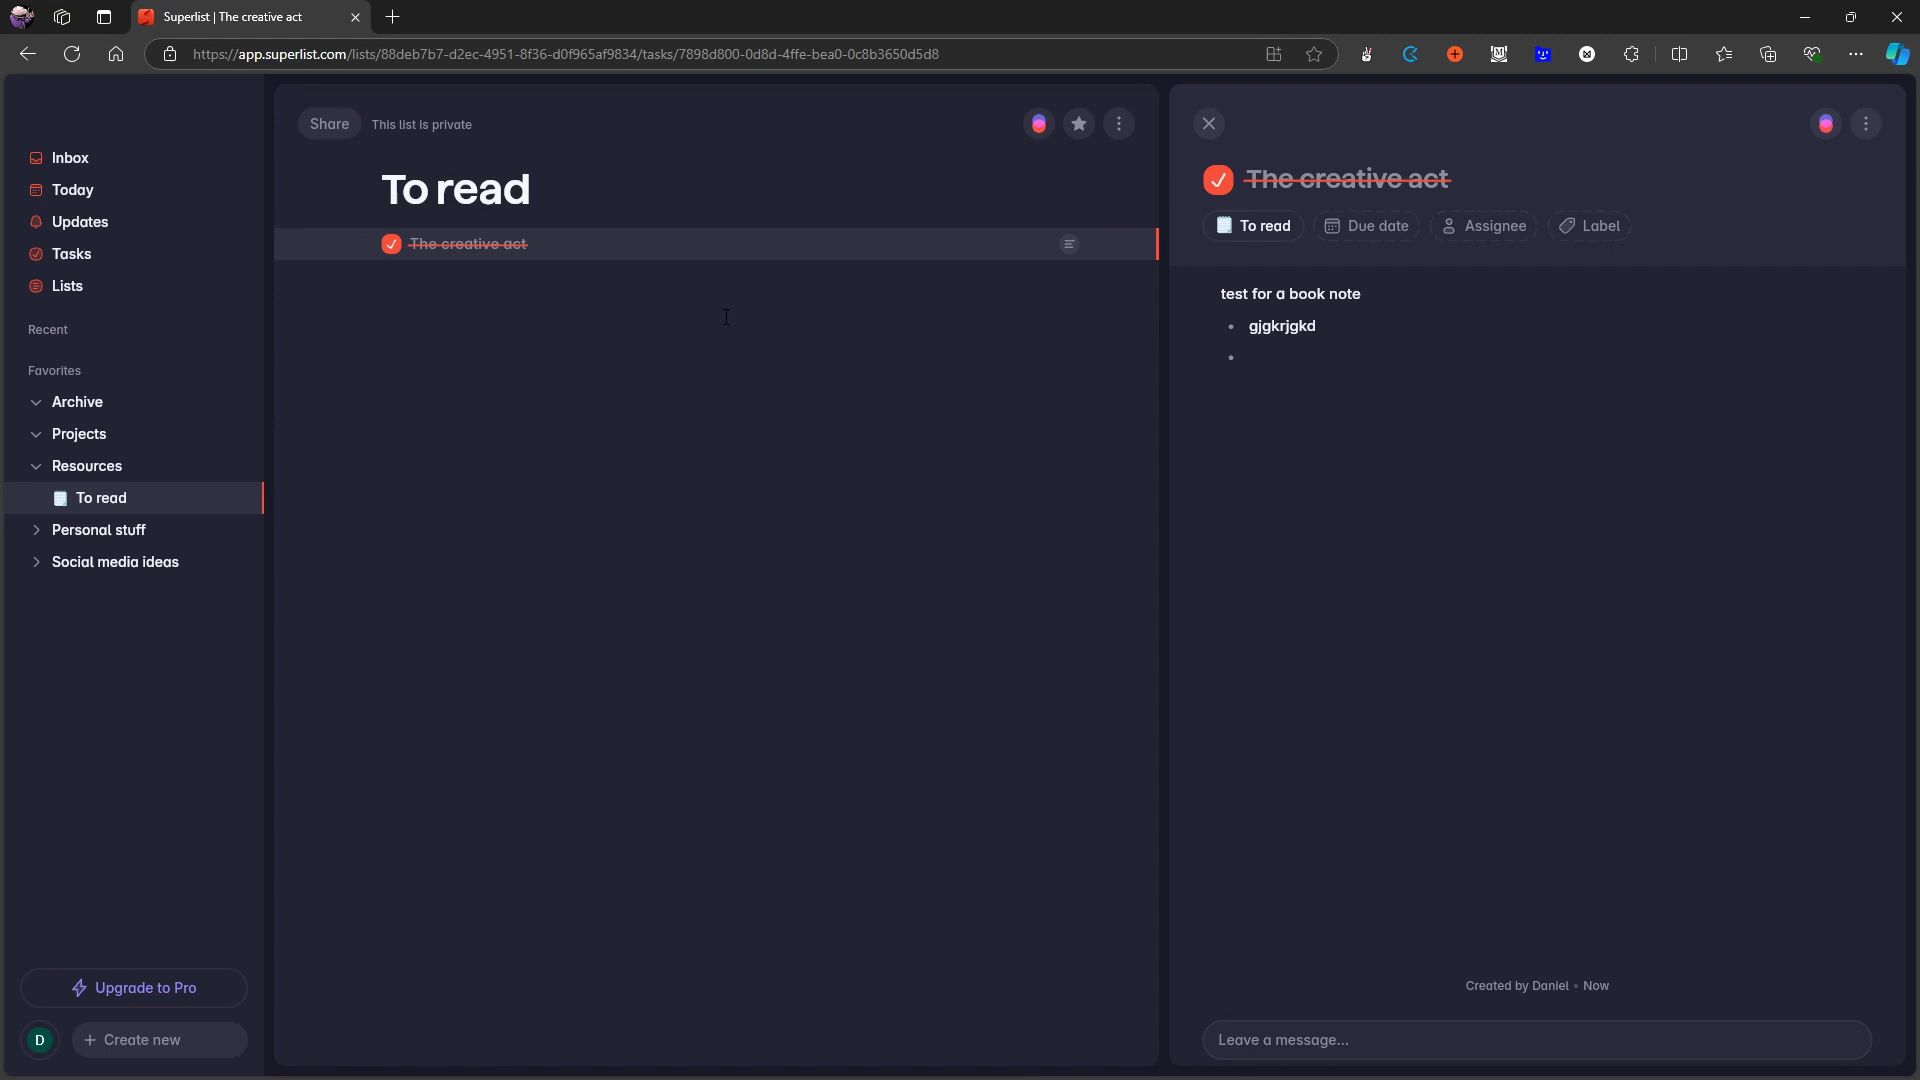 Superlist | The creative act
https://app.superlist.com/lists/88deb7b7-d2ec-4951-8f36-d0f965af9834/tasks/7898d800-0d8d-4ffe-bea0-0c8b3650d5d8
Inbox
Today
Updates
Tasks
Lists
Recent
Favorites
Archive
Projects
Resources
To read
Personal stuff
Social media ideas
Upgrade to Pro
D
+ Create new
Share
This list is private
To read
The creative act
The creative act
To read
Due date
Assignee
Label
test for a book note
• gjgkrjgkd
•
Created by Daniel • Now
Leave a message...